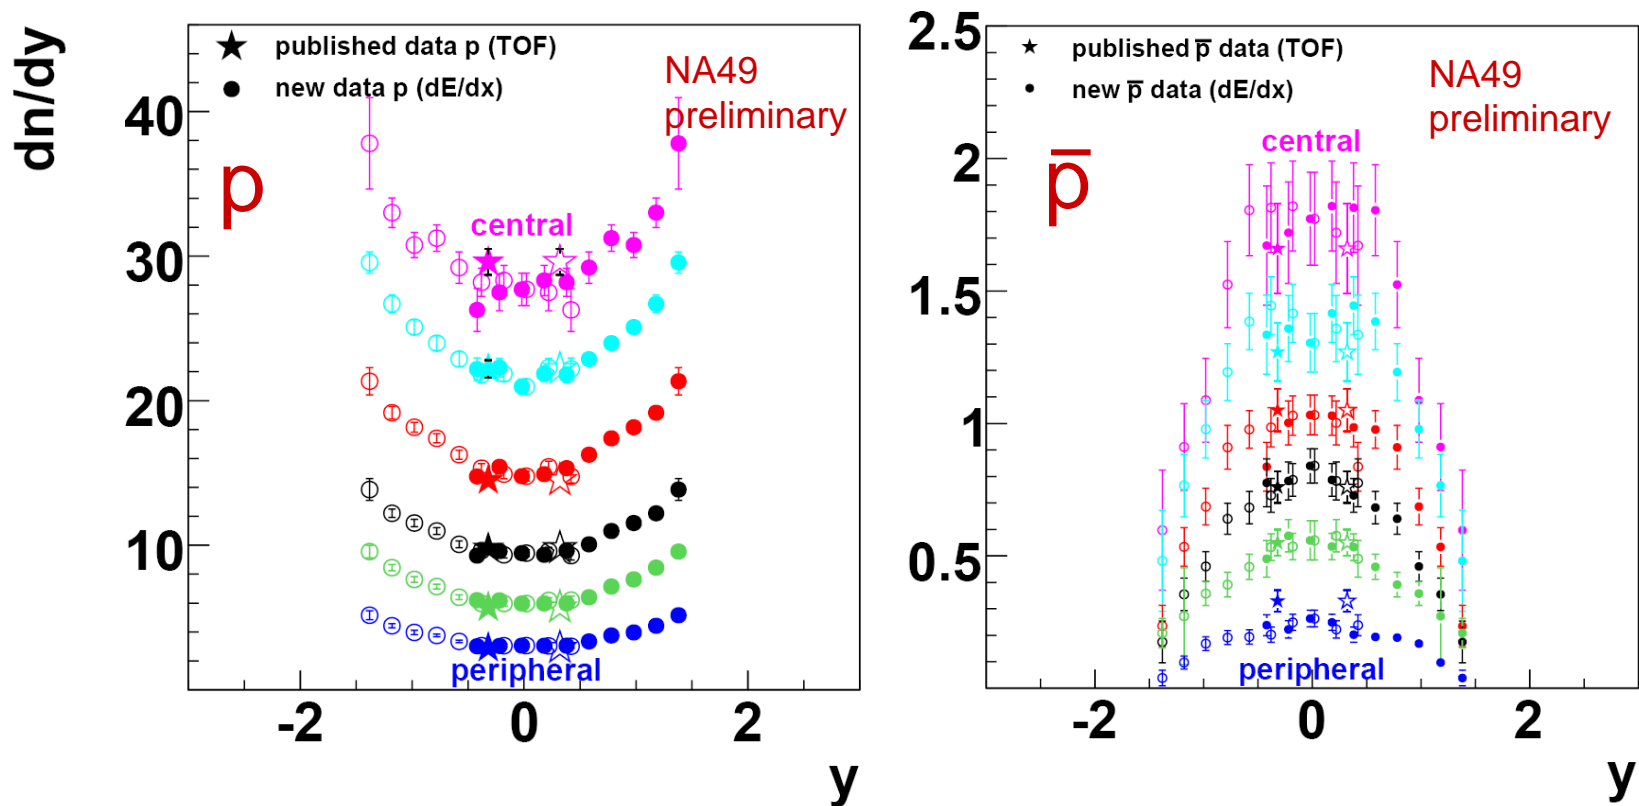 dn/dy
★ published data p (TOF)
● new data p (dE/dx)
NA49
preliminary
p
central
peripheral
40
30
20
10
-2 0 2
y
★ published p̅ data (TOF)
● new p̅ data (dE/dx)
NA49
preliminary
p̅
central
peripheral
2.5
2
1.5
1
0.5
-2 0 2
y